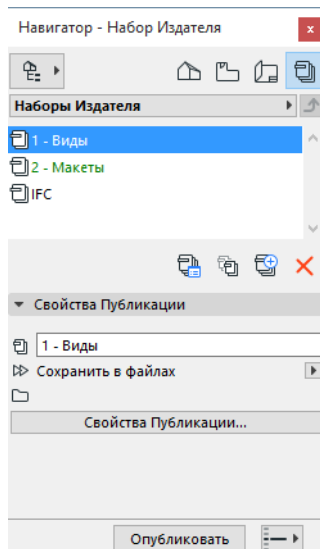 Навигатор - Набор Издателя
x
Наборы Издателя
1 - Виды
2 - Макеты
IFC
Свойства Публикации
1 - Виды
Сохранить в файлах
Свойства Публикации...
Опубликовать